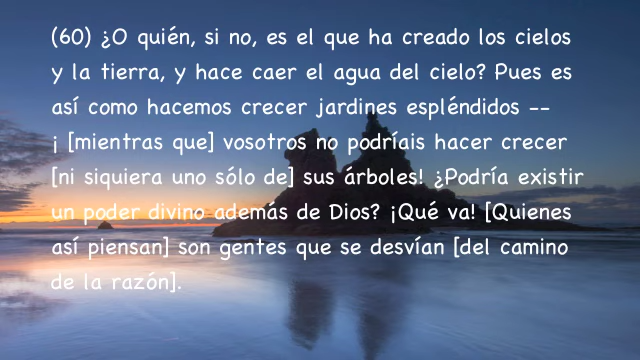 (60) ¿O quién, si no, es el que ha creado los cielos
y la tierra, y hace caer el agua del cielo? Pues es
así como hacemos crecer jardines espléndidos --
¡ [mientras que] vosotros no podríais hacer crecer
[ni siquiera uno sólo de] sus árboles! ¿Podría existir
un poder divino además de Dios? ¡Qué va! [Quienes
así piensan] son gentes que se desvían [del camino
de la razón].